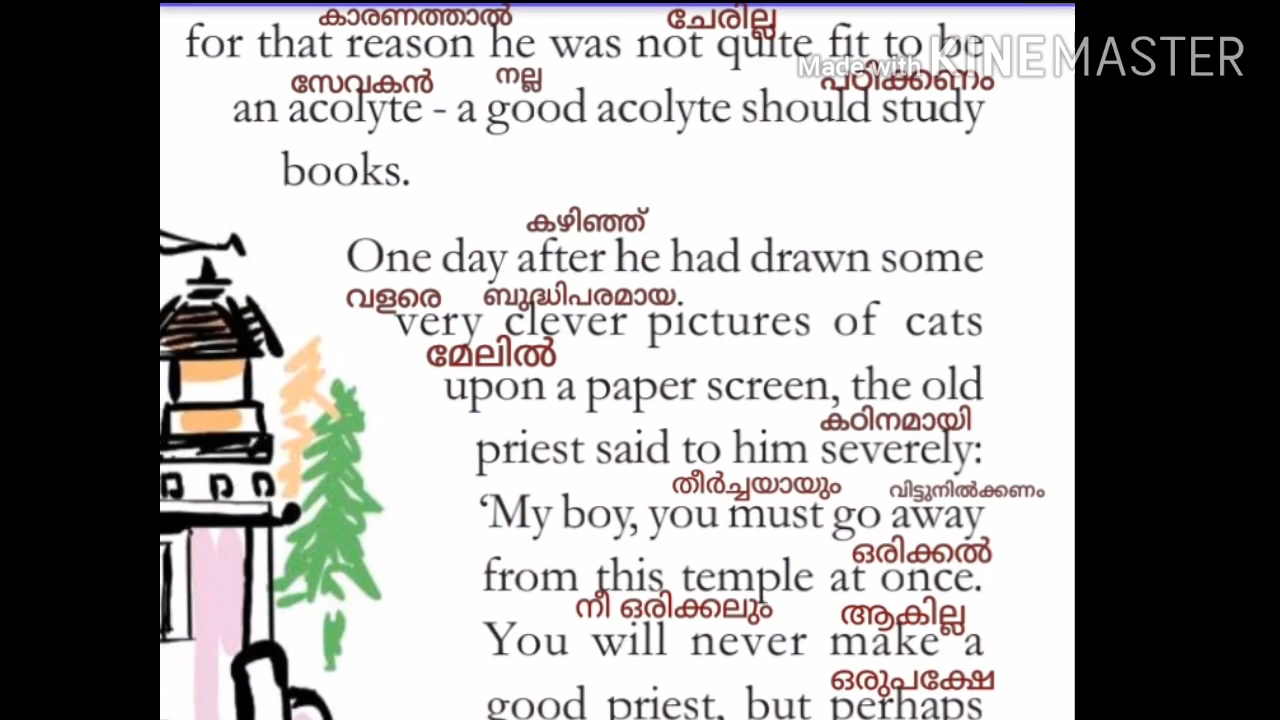 കാരണത്താൽ ചേരില്ല
for that reason he was not quite fit to be
Made with KINEMASTER
സേവകൻ നല്ല പഠിക്കണം
an acolyte - a good acolyte should study
books.
കഴിഞ്ഞ്
One day after he had drawn some
വളരെ ബുദ്ധിപരമായ.
very clever pictures of cats
മേലിൽ
upon a paper screen, the old
കഠിനമായി
priest said to him severely:
തീർച്ചയായും വിട്ടുനിൽക്കണം
‘My boy, you must go away
ഒരിക്കൽ
from this temple at once.
നീ ഒരിക്കലും ആകില്ല
You will never make a
ഒരുപക്ഷേ
good priest, but perhaps